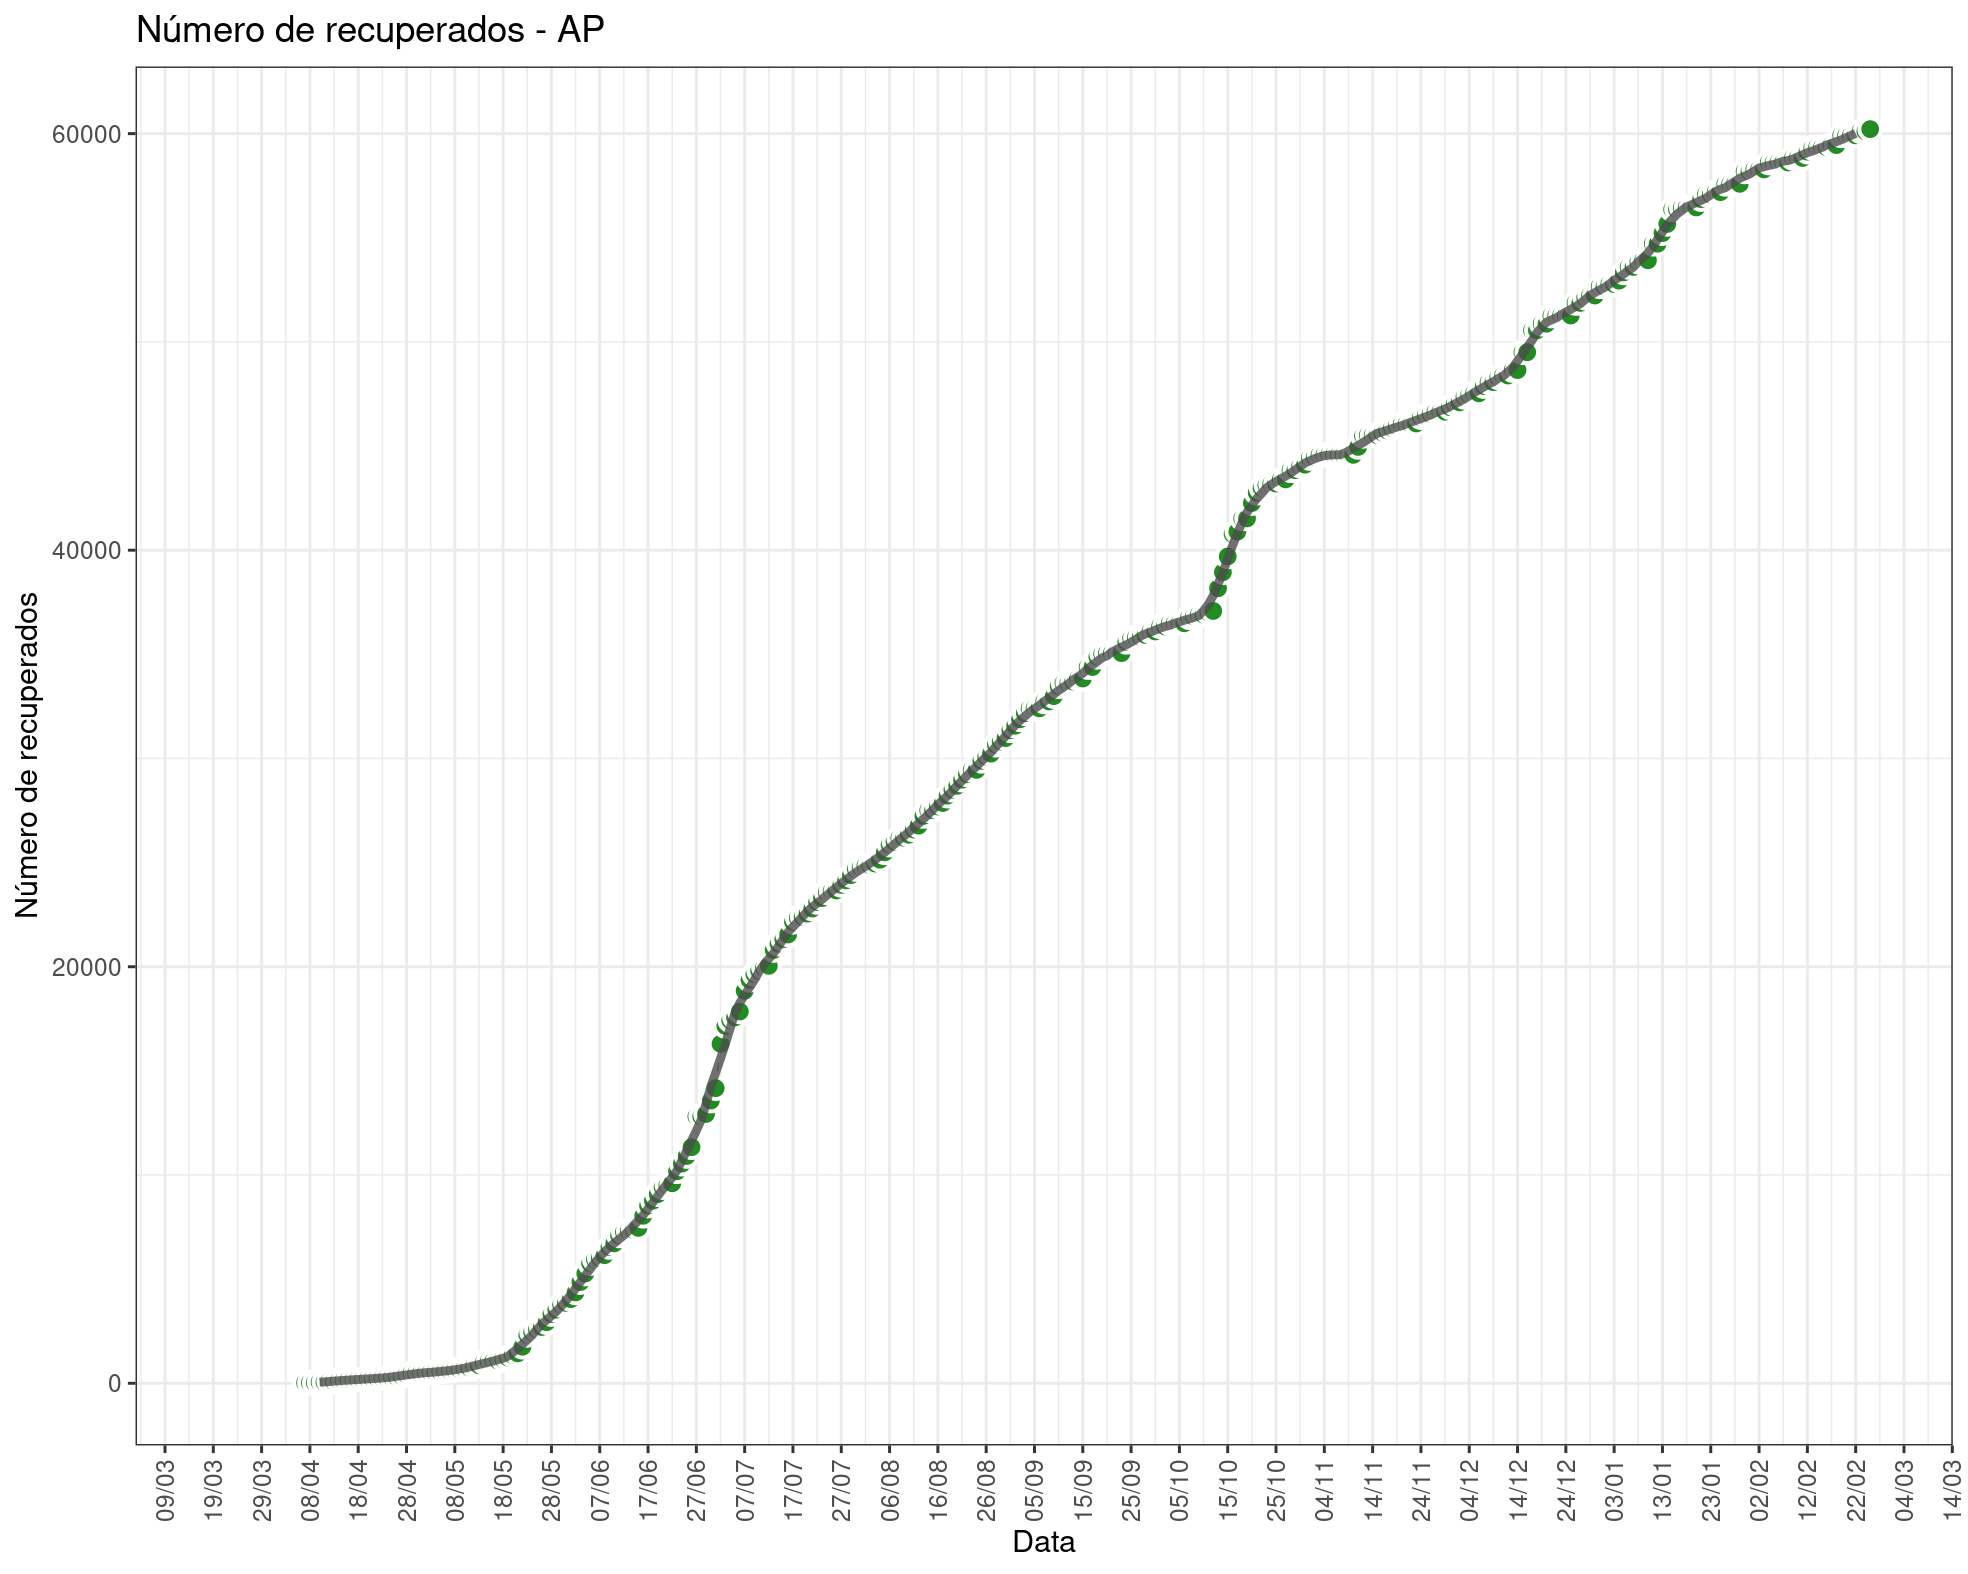 Número de recuperados - AP
Número de recuperados
60000
40000
20000
0
09/03 19/03 29/03 08/04 18/04 28/04 08/05 18/05 28/05 07/06 17/06 27/06 07/07 17/07 27/07 06/08 16/08 26/08 05/09 15/09 25/09 05/10 15/10 25/10 04/11 14/11 24/11 04/12 14/12 24/12 03/01 13/01 23/01 02/02 12/02 22/02 04/03 14/03
Data